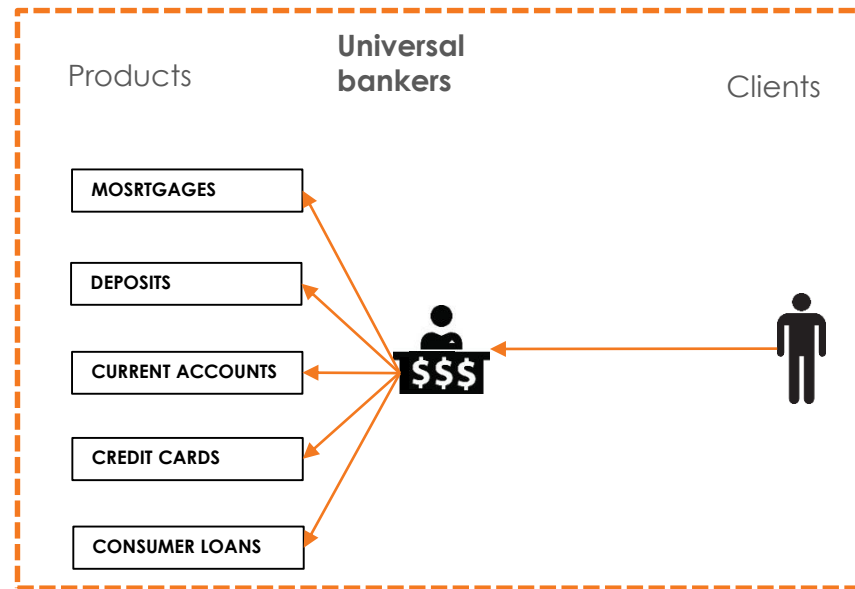 Products
Universal
bankers
Clients
MOSRTGAGES
DEPOSITS
CURRENT ACCOUNTS
$$$
CREDIT CARDS
CONSUMER LOANS